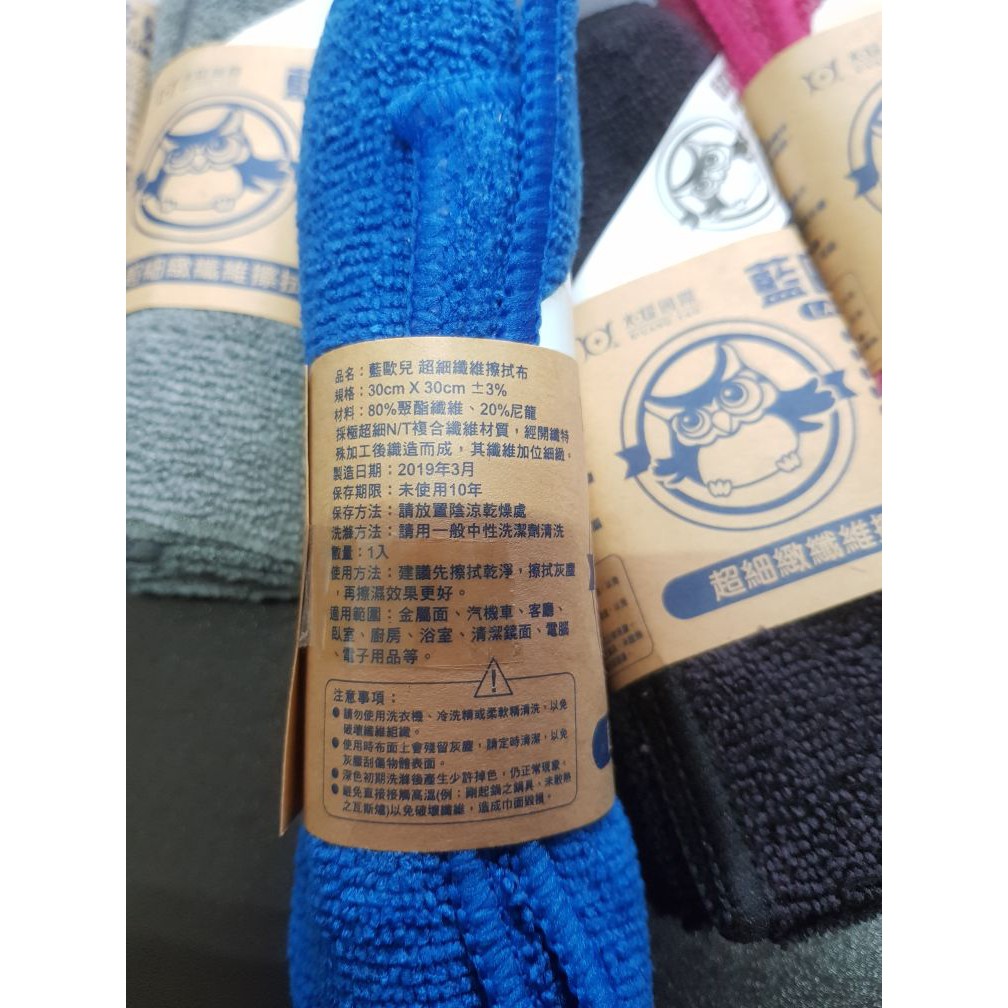 品名：藍歐兒 超細纖維擦拭布
規格：30cm X 30cm ±3%
材料：80%聚酯纖維、20%尼龍
採極超細N/T複合纖維材質，經開纖特
殊加工後織造而成，其纖維加位細緻。
製造日期：2019年3月
保存期限：未使用10年
保存方法：請放置陰涼乾燥處
洗滌方法：請用一般中性洗潔劑清洗
數量：1入
使用方法：建議先擦拭乾淨，擦拭灰塵
，再擦濕效果更好。
適用範圍：金屬面、汽機車、客廳、
臥室、廚房、浴室、清潔鏡面、電腦
、電子用品等。
注意事項：
●請勿使用洗衣機、冷洗精或柔軟精清洗，以免
破壞纖維組織。
●使用時布面上會殘留灰塵，請定時清潔，以免
灰塵刮傷物體表面。
●深色初期洗滌後產生少許掉色，仍正常現象。
●避免直接接觸高溫(例：剛起鍋之鍋具，未散熱
之瓦斯爐)以免破壞纖維，造成巾面毀損。
藍
超細緻纖維擦
細緻纖維擦拭